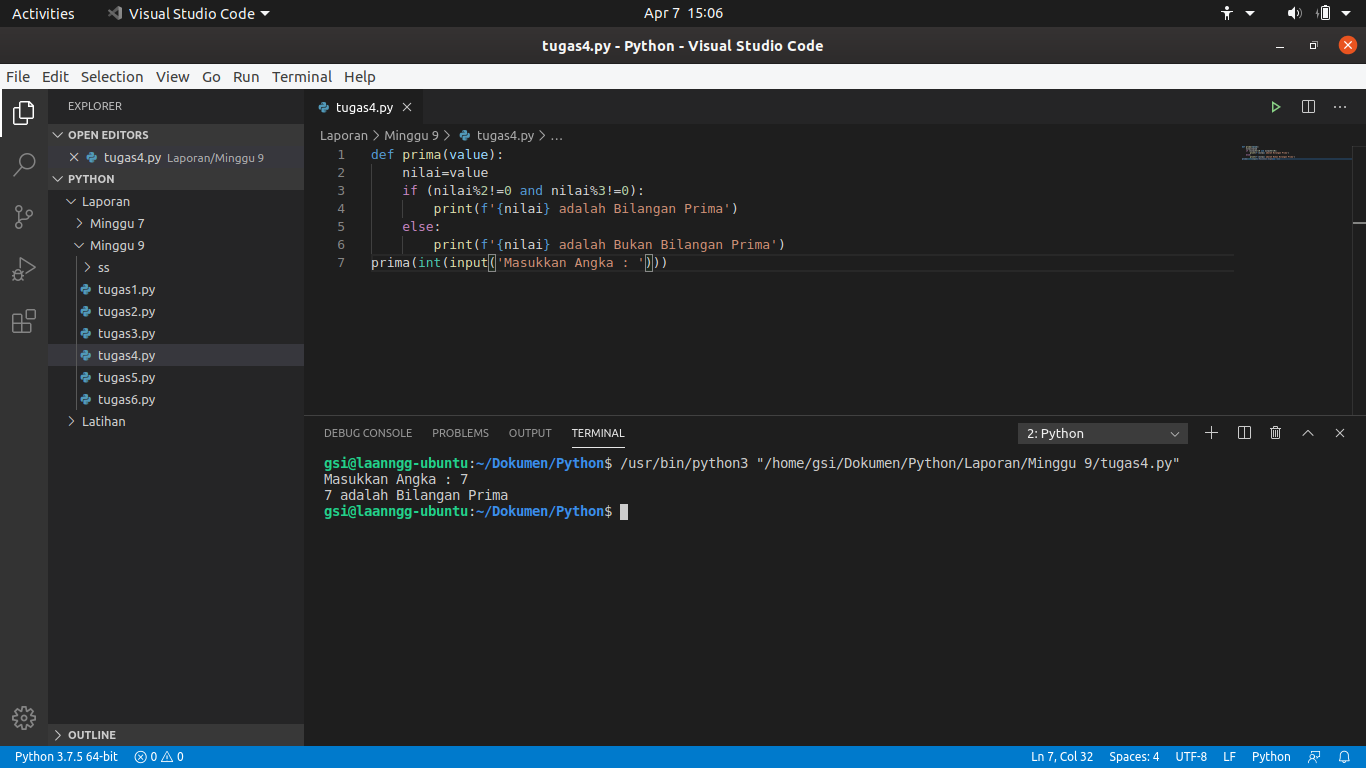 Activities Visual Studio Code Apr 7 15:06
tugas4.py - Python - Visual Studio Code
File Edit Selection View Go Run Terminal Help
EXPLORER
OPEN EDITORS
tugas4.py Laporan/Minggu 9
PYTHON
Laporan
Minggu 7
Minggu 9
ss
tugas1.py
tugas2.py
tugas3.py
tugas4.py
tugas5.py
tugas6.py
Latihan
OUTLINE
tugas4.py
Laporan > Minggu 9 > tugas4.py > ...
1 def prima(value):
2     nilai=value
3     if (nilai%2!=0 and nilai%3!=0):
4         print(f'{nilai} adalah Bilangan Prima')
5     else:
6         print(f'{nilai} adalah Bukan Bilangan Prima')
7 prima(int(input('Masukkan Angka : ')))
DEBUG CONSOLE PROBLEMS OUTPUT TERMINAL 2: Python
gsi@laanngg-ubuntu:~/Dokumen/Python$ /usr/bin/python3 "/home/gsi/Dokumen/Python/Laporan/Minggu 9/tugas4.py"
Masukkan Angka : 7
7 adalah Bilangan Prima
gsi@laanngg-ubuntu:~/Dokumen/Python$
Python 3.7.5 64-bit 0 0 Ln 7, Col 32 Spaces: 4 UTF-8 LF Python